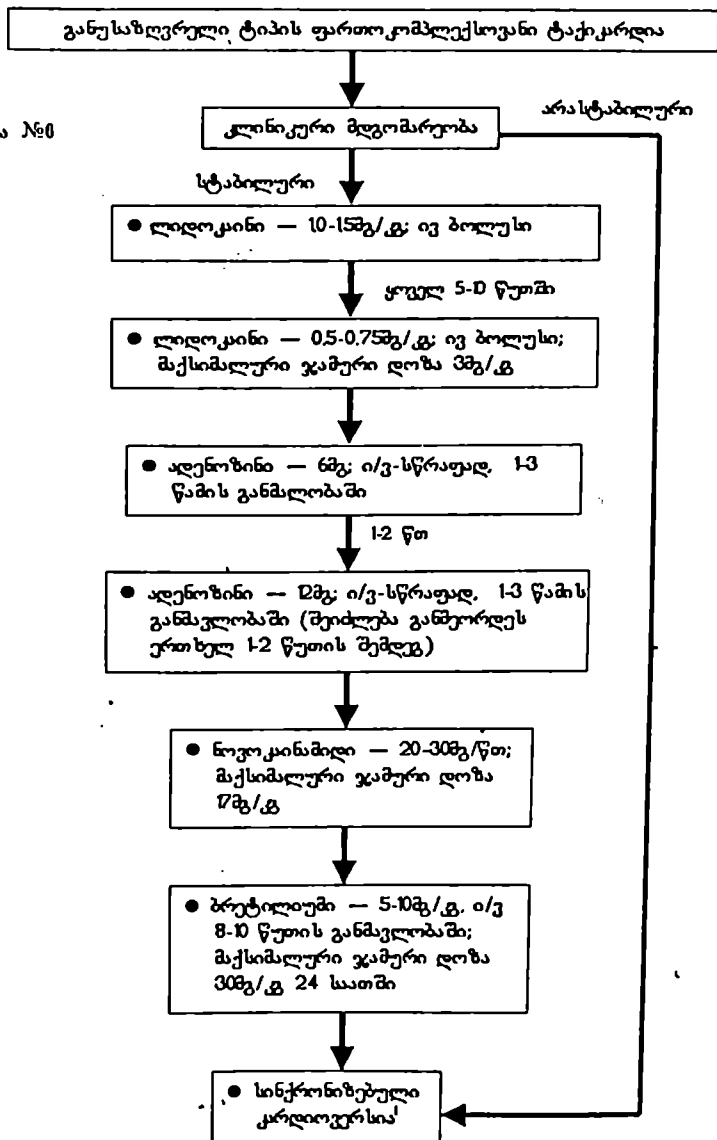 განუსაზღვრელი ტიპის ფართოკომპლექსოვანი ტაქიკარდია
არასტაბილური
ა №6
კლინიკური მდგომარეობა
სტაბილური
● ლიდოკაინი — 1.0-1.5მგ/კგ; ივ ბოლუსი
ყოველ 5-10 წუთში
● ლიდოკაინი — 0.5-0.75მგ/კგ; ივ ბოლუსი;
მაქსიმალური ჯამური დოზა 3მგ/კგ
● ადენოზინი — 6მგ; ი/ვ-სწრაფად, 1-3
წამის განმალობაში
1-2 წთ
● ადენოზინი — 12მგ; ი/ვ-სწრაფად, 1-3 წამის
განმავლობაში (შეიძლება განმეორდეს
ერთხელ 1-2 წუთის შემდეგ)
● ნოვოკაინამიდი — 20-30მგ/წთ;
მაქსიმალური ჯამური დოზა
17მგ/კგ
● ბრეტილიუმი — 5-10მგ/კგ, ი/ვ
8-10 წუთის განმავლობაში;
მაქსიმალური ჯამური დოზა
30მგ/კგ 24 საათში
● სინქრონიზებული
კარდიოვერსია¹